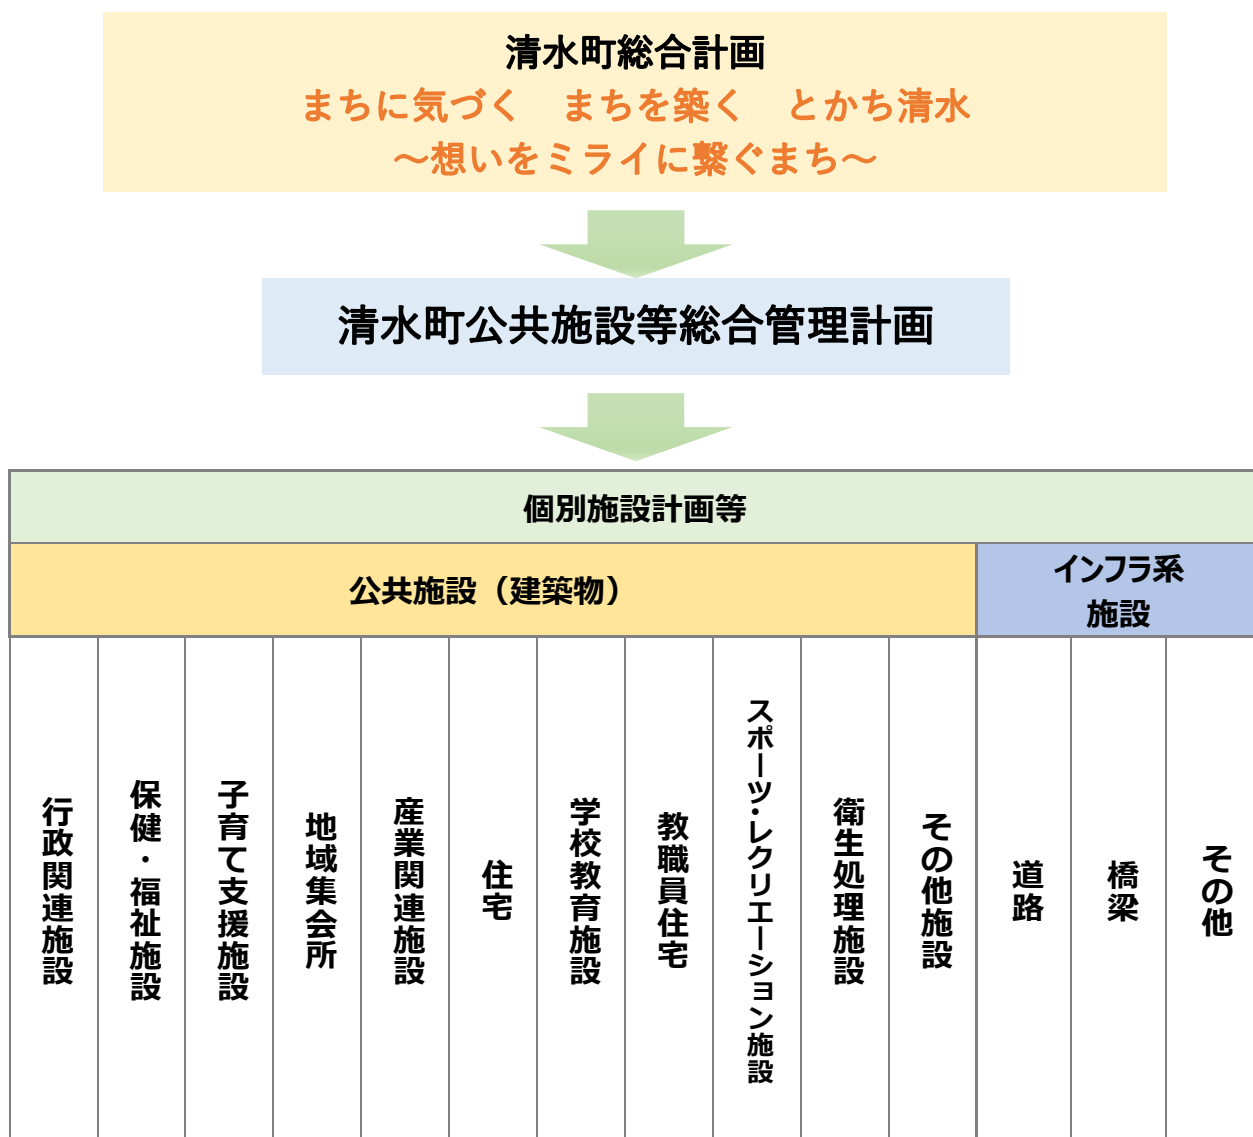 清水町総合計画
まちに気づく　まちを築く　とかち清水
～想いをミライに繋ぐまち～
清水町公共施設等総合管理計画
個別施設計画等
公共施設（建築物）
インフラ系
施設
行政関連施設
保健・福祉施設
子育て支援施設
地域集会所
産業関連施設
住宅
学校教育施設
教職員住宅
スポーツ・レクリエーション施設
衛生処理施設
その他施設
道路
橋梁
その他